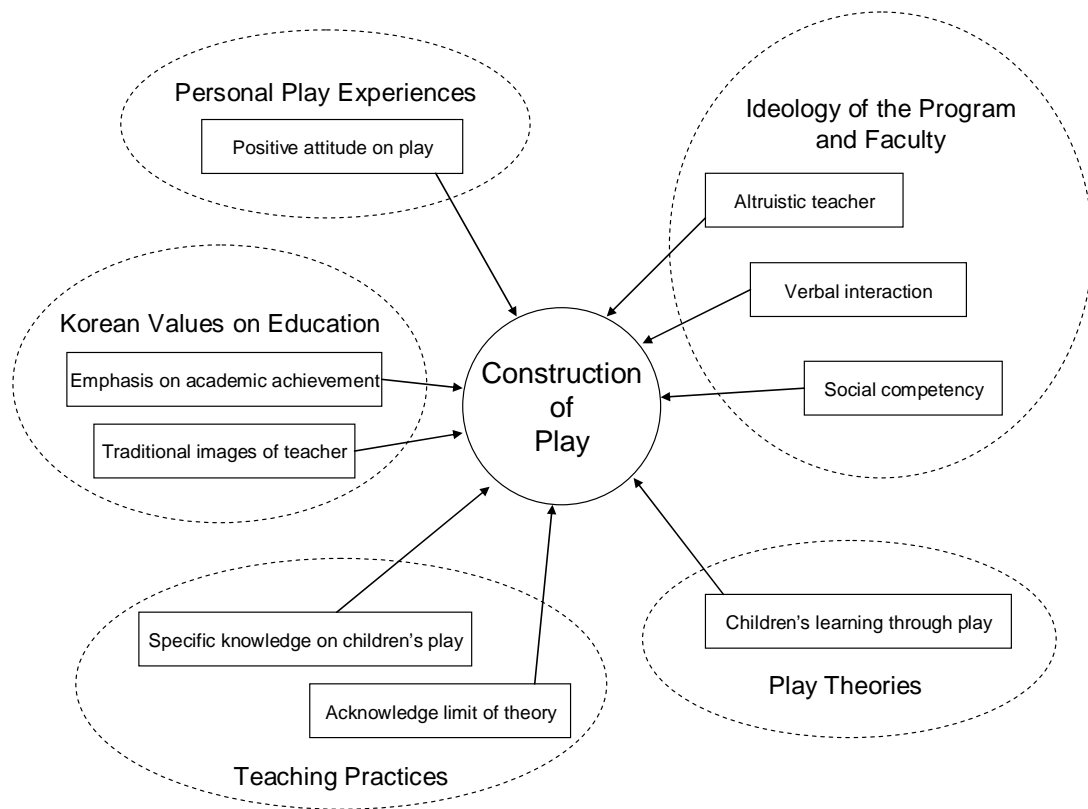 Personal Play Experiences
Positive attitude on play
Ideology of the Program
and Faculty
Altruistic teacher
Verbal interaction
Social competency
Korean Values on Education
Emphasis on academic achievement
Traditional images of teacher
Construction
of
Play
Specific knowledge on children’s play
Acknowledge limit of theory
Teaching Practices
Children’s learning through play
Play Theories